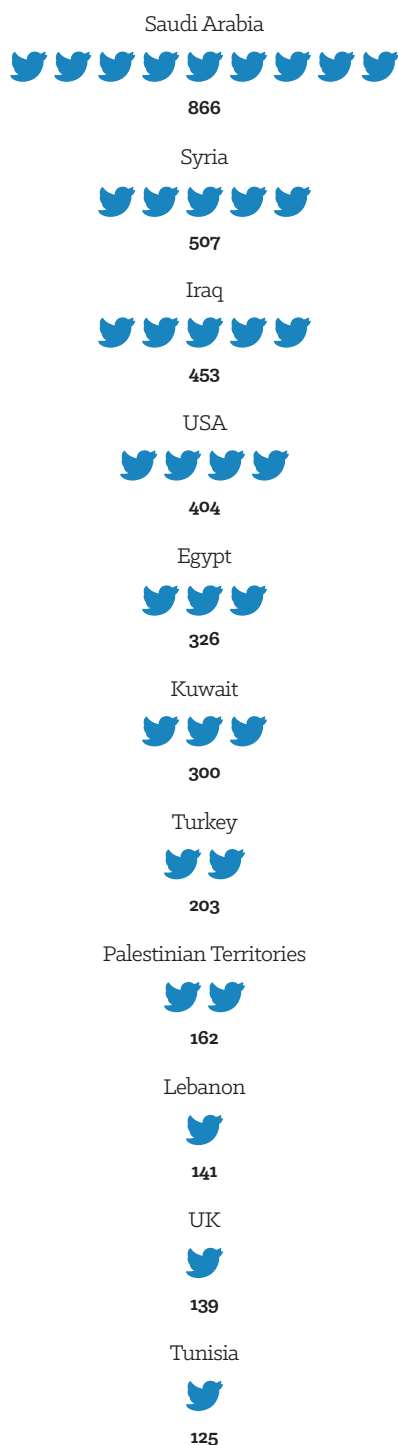 Saudi Arabia
866
Syria
507
Iraq
453
USA
404
Egypt
326
Kuwait
300
Turkey
203
Palestinian Territories
162
Lebanon
141
UK
139
Tunisia
125